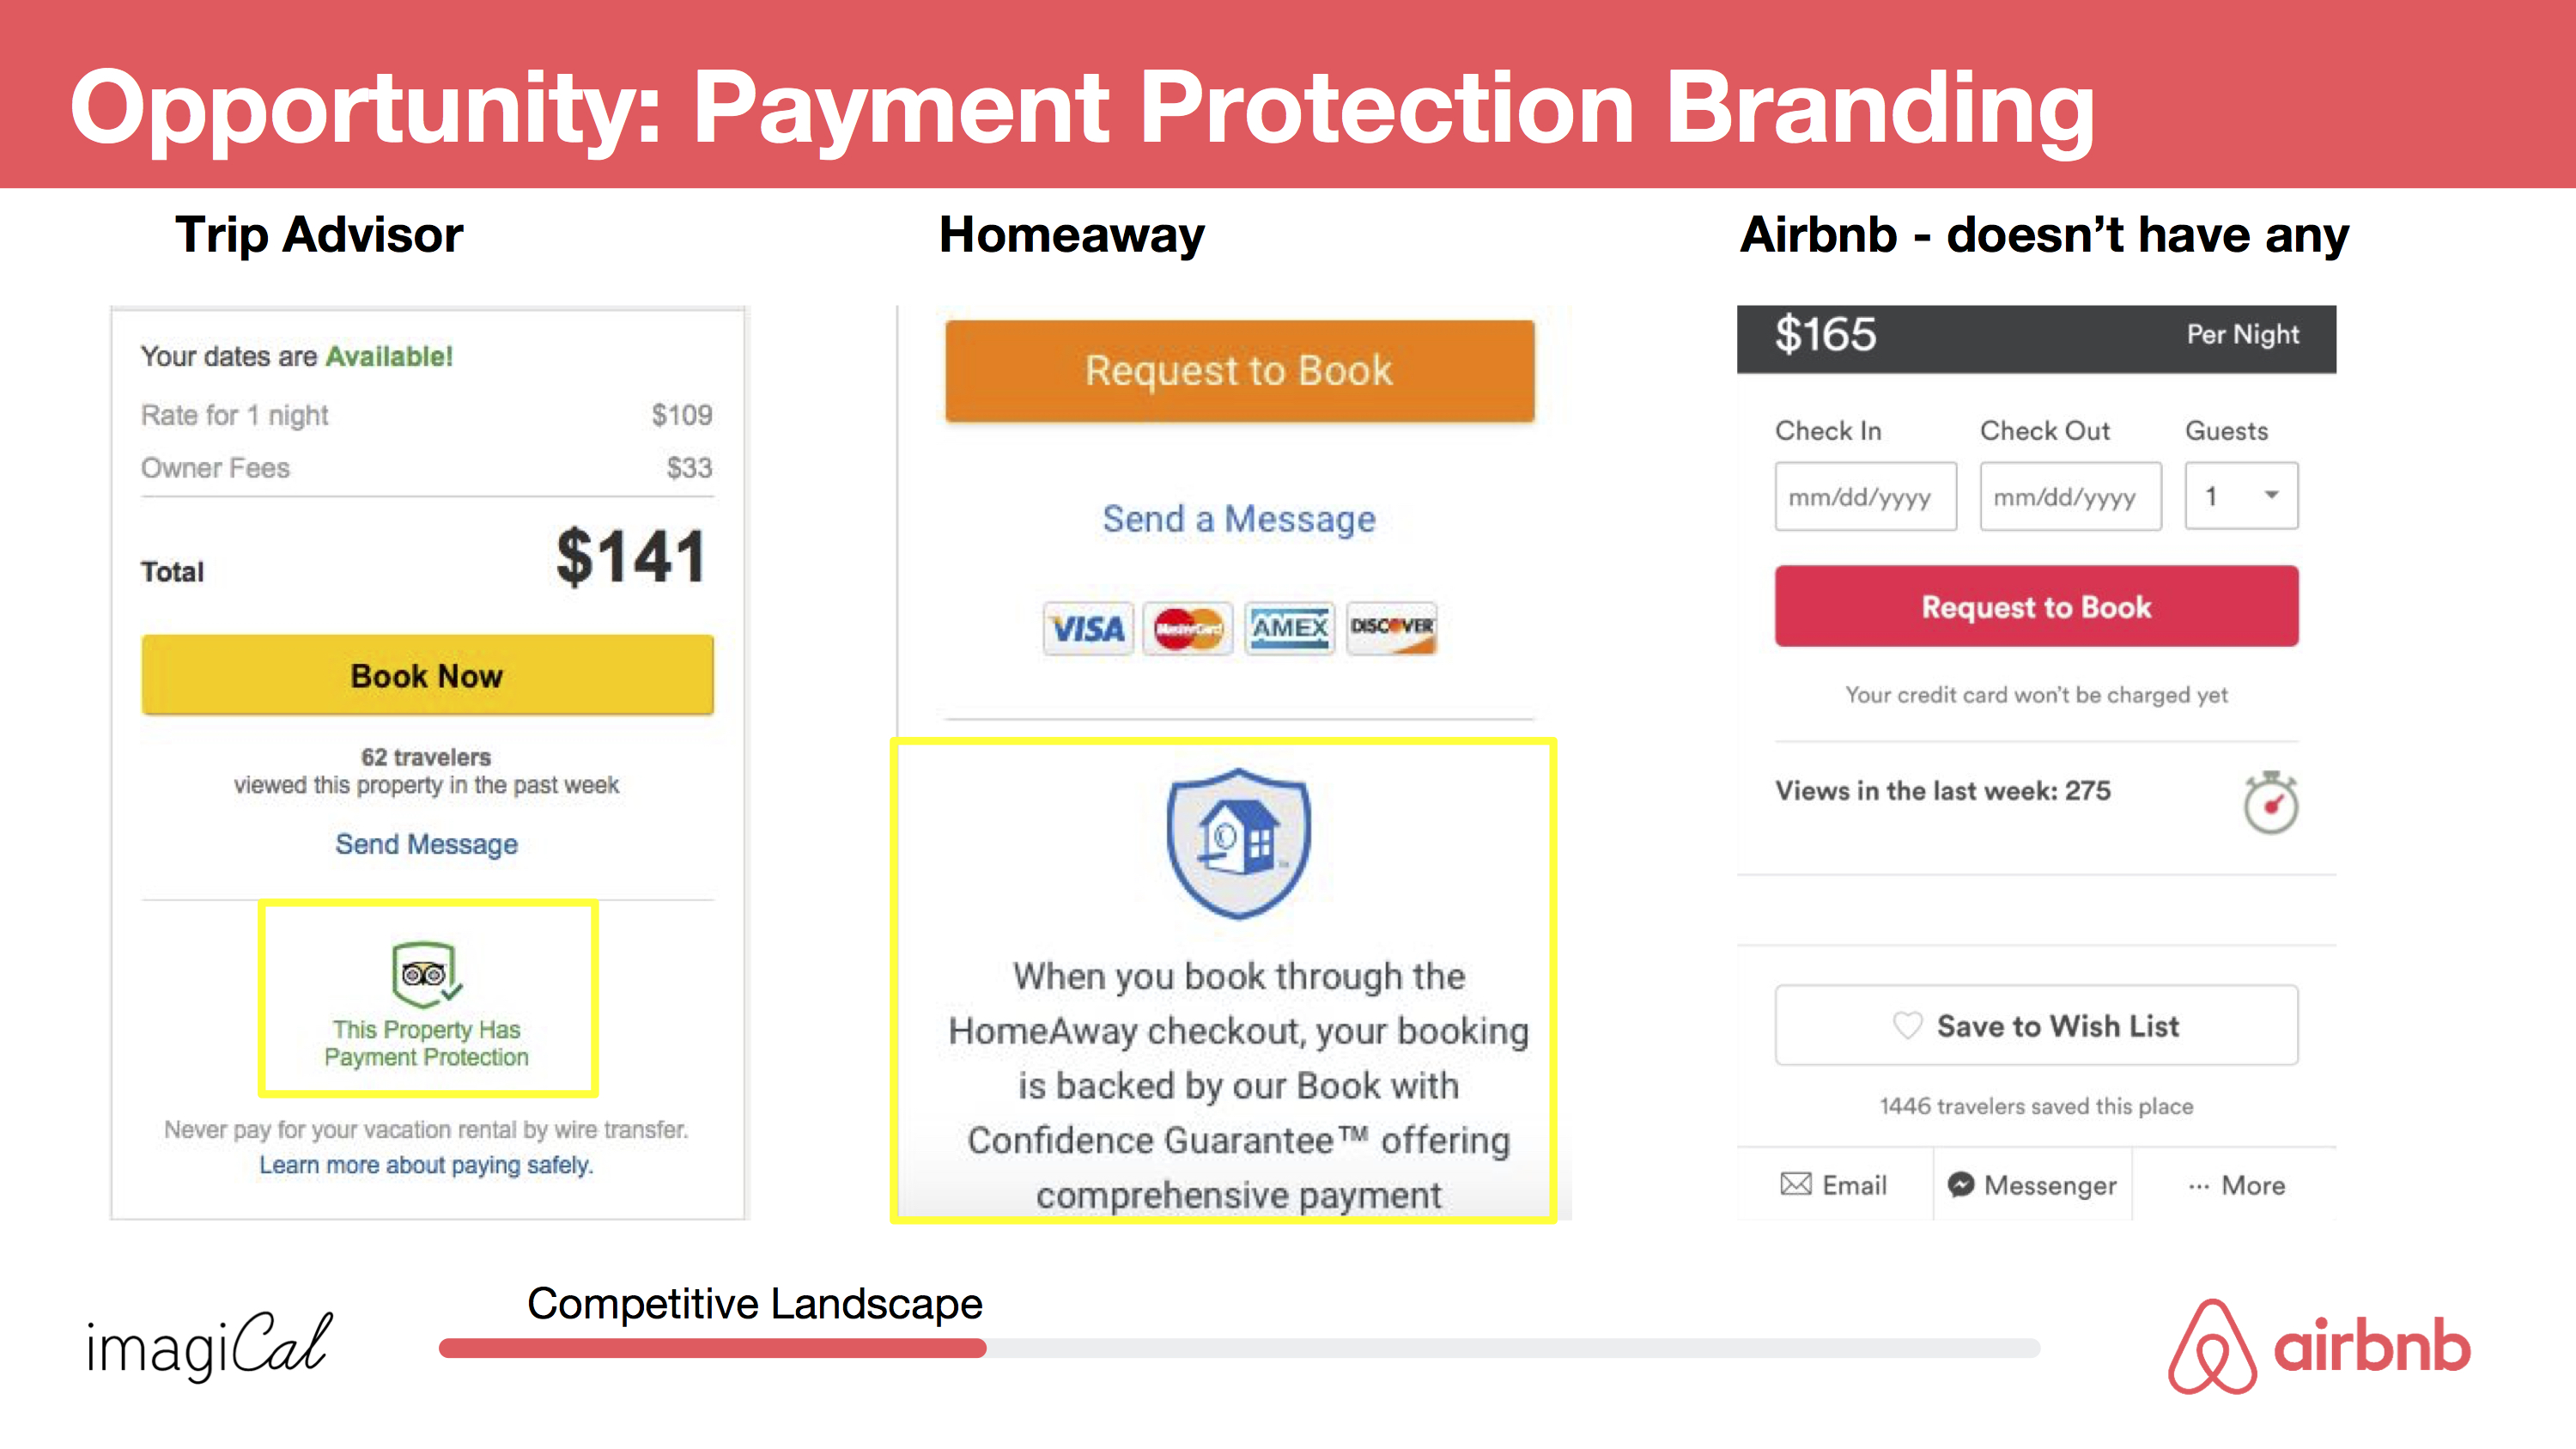 Opportunity: Payment Protection Branding
Trip Advisor
Your dates are Available!
Rate for 1 night $109
Owner Fees $33
Total $141
Book Now
62 travelers
viewed this property in the past week
Send Message
This Property Has
Payment Protection
Never pay for your vacation rental by wire transfer.
Learn more about paying safely.
Homeaway
Request to Book
Send a Message
VISA MasterCard AMEX DISCOVER
When you book through the
HomeAway checkout, your booking
is backed by our Book with
Confidence Guarantee™ offering
comprehensive payment
Airbnb - doesn’t have any
$165 Per Night
Check In Check Out Guests
mm/dd/yyyy mm/dd/yyyy 1
Request to Book
Your credit card won't be charged yet
Views in the last week: 275
Save to Wish List
1446 travelers saved this place
Email Messenger ... More
imagiCal
Competitive Landscape
airbnb